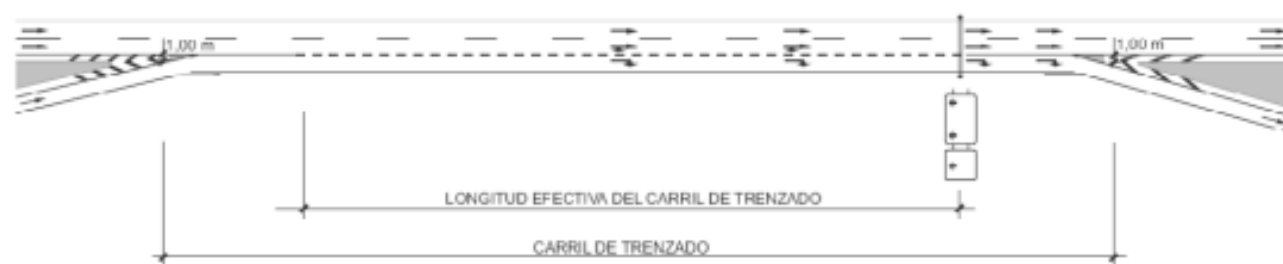 1,00 m
1,00 m
LONGITUD EFECTIVA DEL CARRIL DE TRENZADO
CARRIL DE TRENZADO